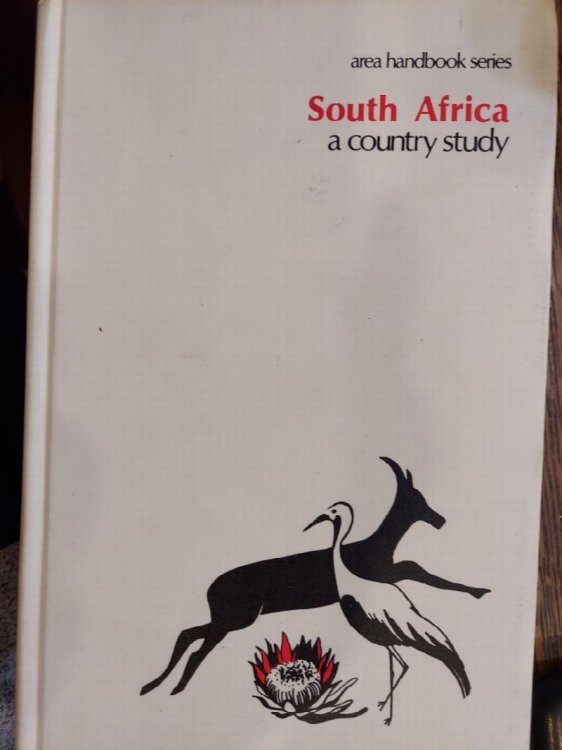 area handbook series
South Africa
a country study